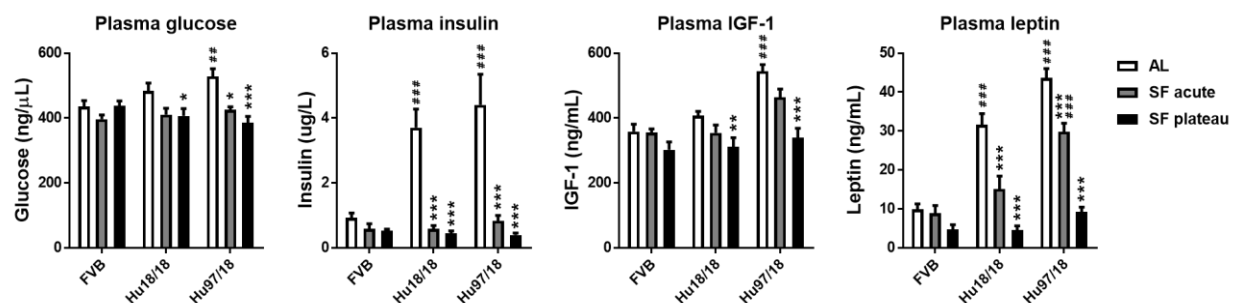 Plasma glucose
Glucose (ng/µL)
600
400
200
0
##
*
*
***
FVB
Hu18/18
Hu97/18
Plasma insulin
Insulin (ug/L)
6
4
2
0
###
***
***
###
***
***
FVB
Hu18/18
Hu97/18
Plasma IGF-1
IGF-1 (ng/mL)
600
400
200
0
**
###
***
FVB
Hu18/18
Hu97/18
Plasma leptin
Leptin (ng/mL)
50
40
30
20
10
0
###
***
***
###
***
###
***
FVB
Hu18/18
Hu97/18
AL
SF acute
SF plateau